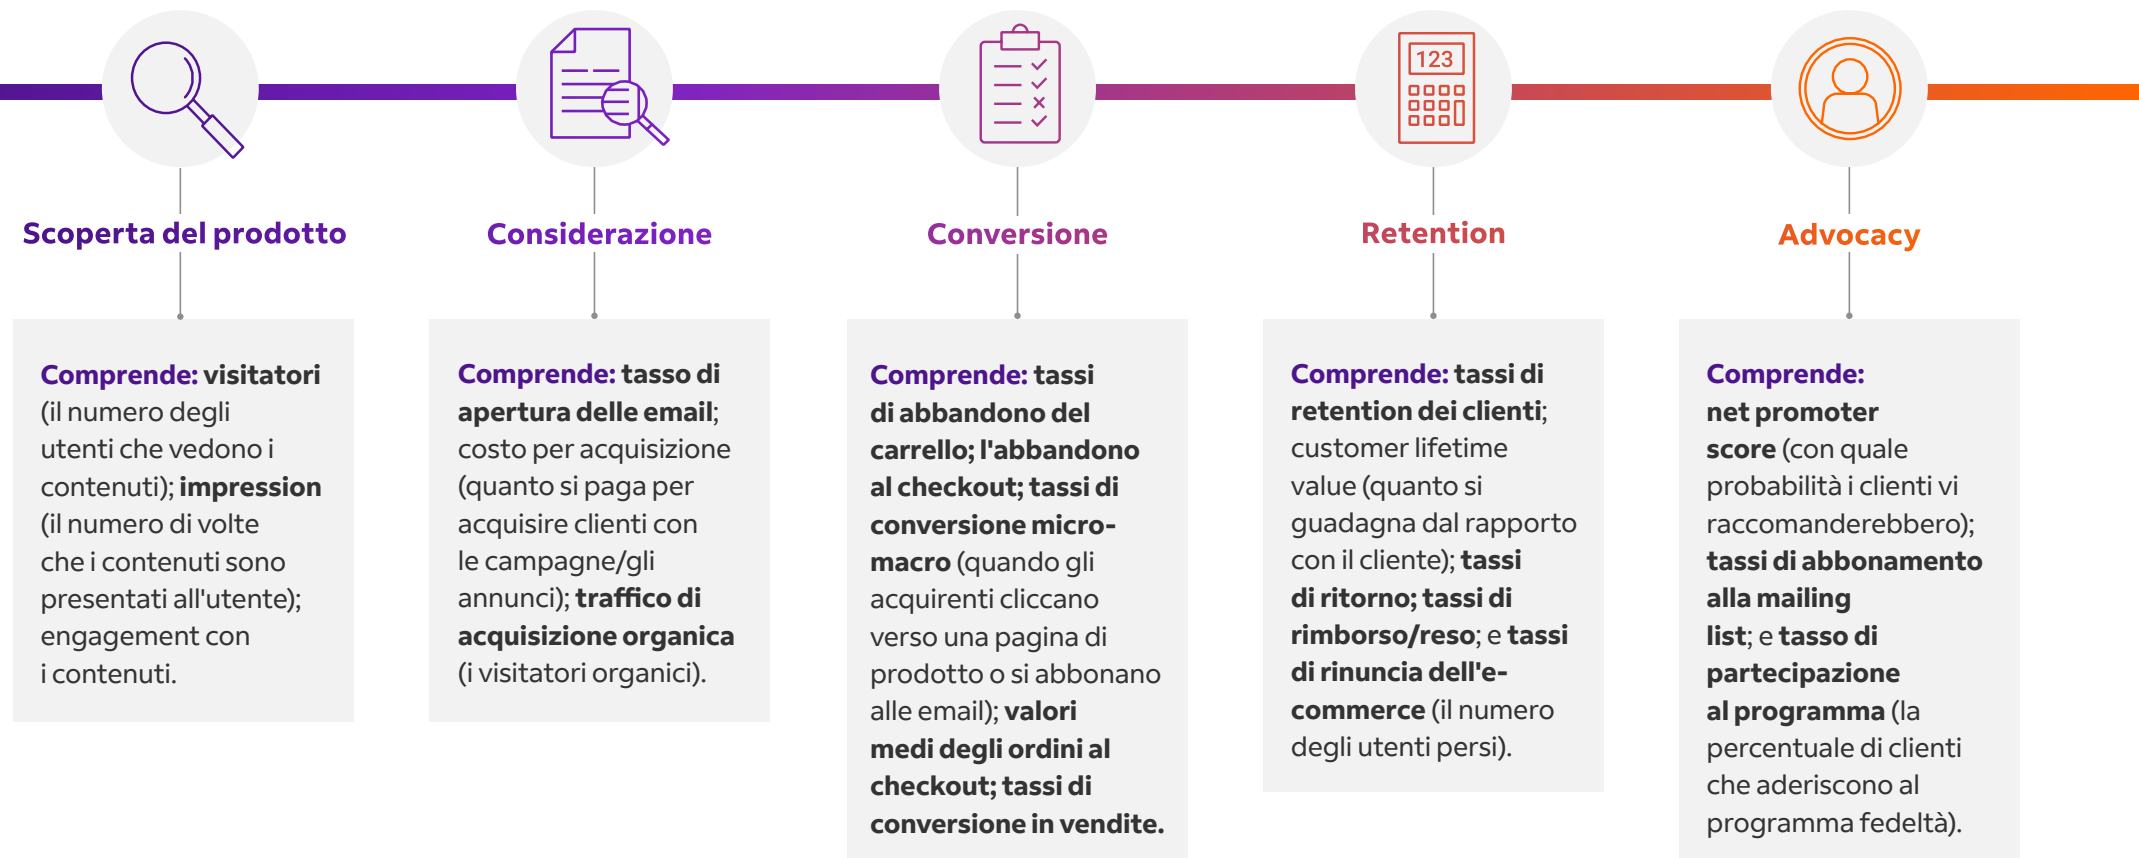 123
Scoperta del prodotto
Considerazione
Conversione
Retention
Advocacy
Comprende: visitatori
(il numero degli
utenti che vedono i
contenuti); impression
(il numero di volte
che i contenuti sono
presentati all'utente);
engagement con
i contenuti.
Comprende: tasso di
apertura delle email;
costo per acquisizione
(quanto si paga per
acquisire clienti con
le campagne/gli
annunci); traffico di
acquisizione organica
(i visitatori organici).
Comprende: tassi
di abbandono del
carrello; l'abbandono
al checkout; tassi di
conversione micro-
macro (quando gli
acquirenti cliccano
verso una pagina di
prodotto o si abbonano
alle email); valori
medi degli ordini al
checkout; tassi di
conversione in vendite.
Comprende: tassi di
retention dei clienti;
customer lifetime
value (quanto si
guadagna dal rapporto
con il cliente); tassi
di ritorno; tassi di
rimborso/reso; e tassi
di rinuncia dell'e-
commerce (il numero
degli utenti persi).
Comprende:
net promoter
score (con quale
probabilità i clienti vi
raccomanderebbero);
tassi di abbonamento
alla mailing
list; e tasso di
partecipazione
al programma (la
percentuale di clienti
che aderiscono al
programma fedeltà).